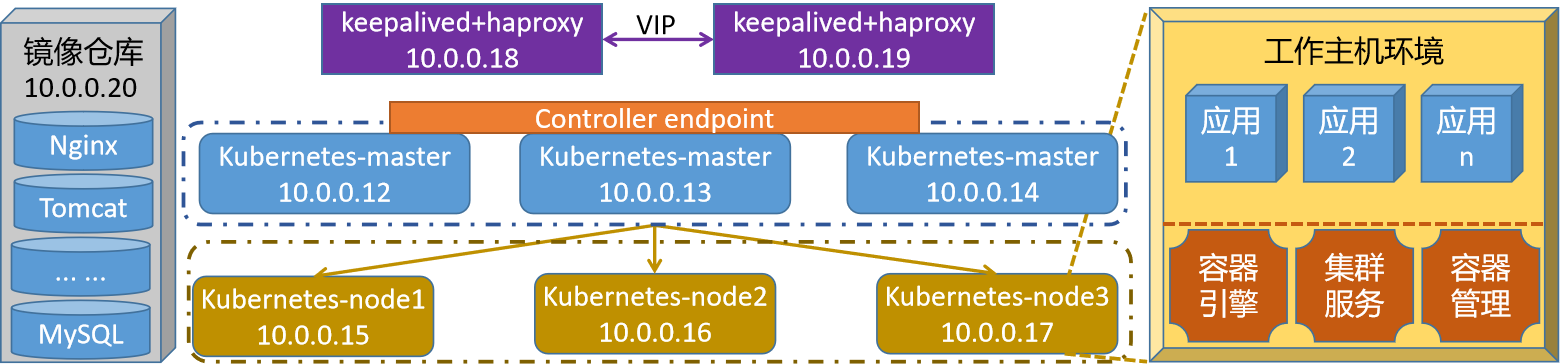 镜像仓库
10.0.0.20
Nginx
Tomcat
... ...
MySQL
keepalived+haproxy
10.0.0.18
VIP
keepalived+haproxy
10.0.0.19
Controller endpoint
Kubernetes-master
10.0.0.12
Kubernetes-master
10.0.0.13
Kubernetes-master
10.0.0.14
Kubernetes-node1
10.0.0.15
Kubernetes-node2
10.0.0.16
Kubernetes-node3
10.0.0.17
工作主机环境
应用
1
应用
2
应用
n
容器
引擎
集群
服务
容器
管理